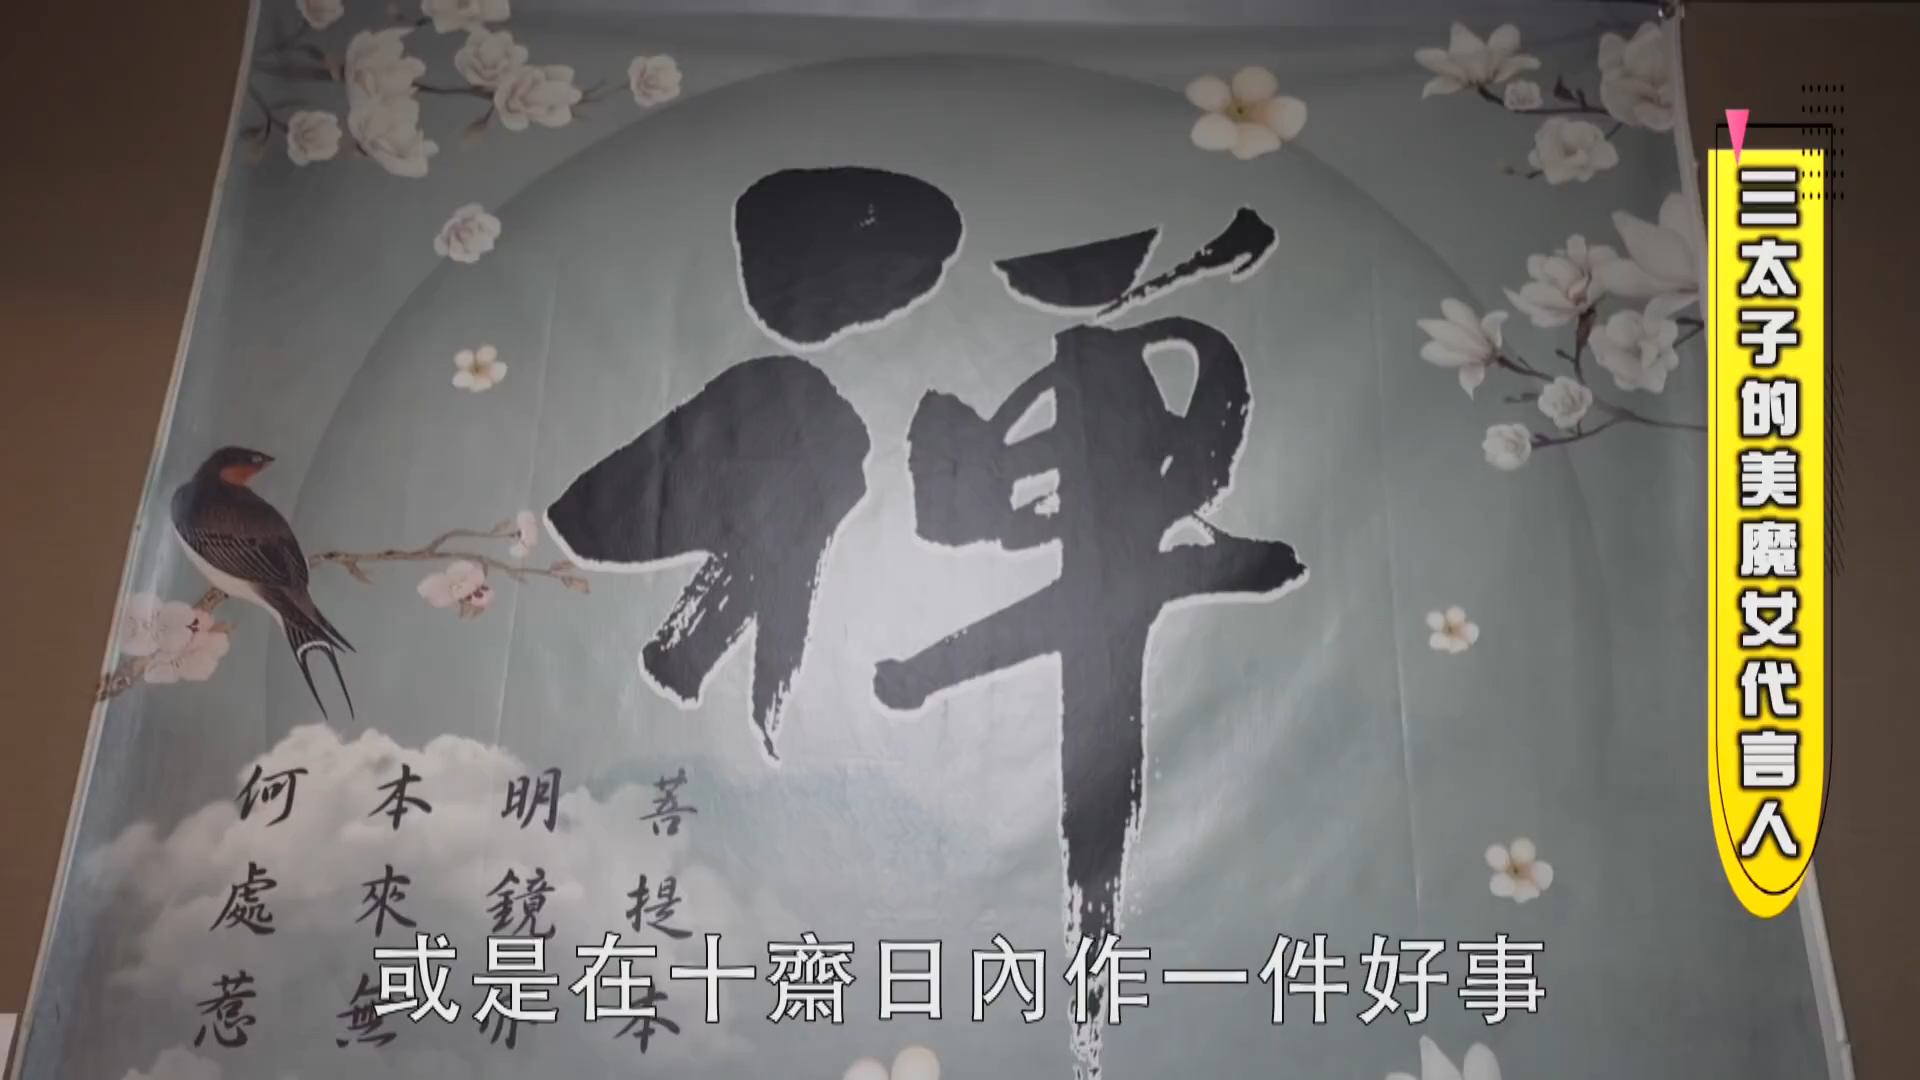 禪
菩提本
明鏡亦
本來無
何處惹
三太子的美魔女代言人
或是在十齋日內作一件好事